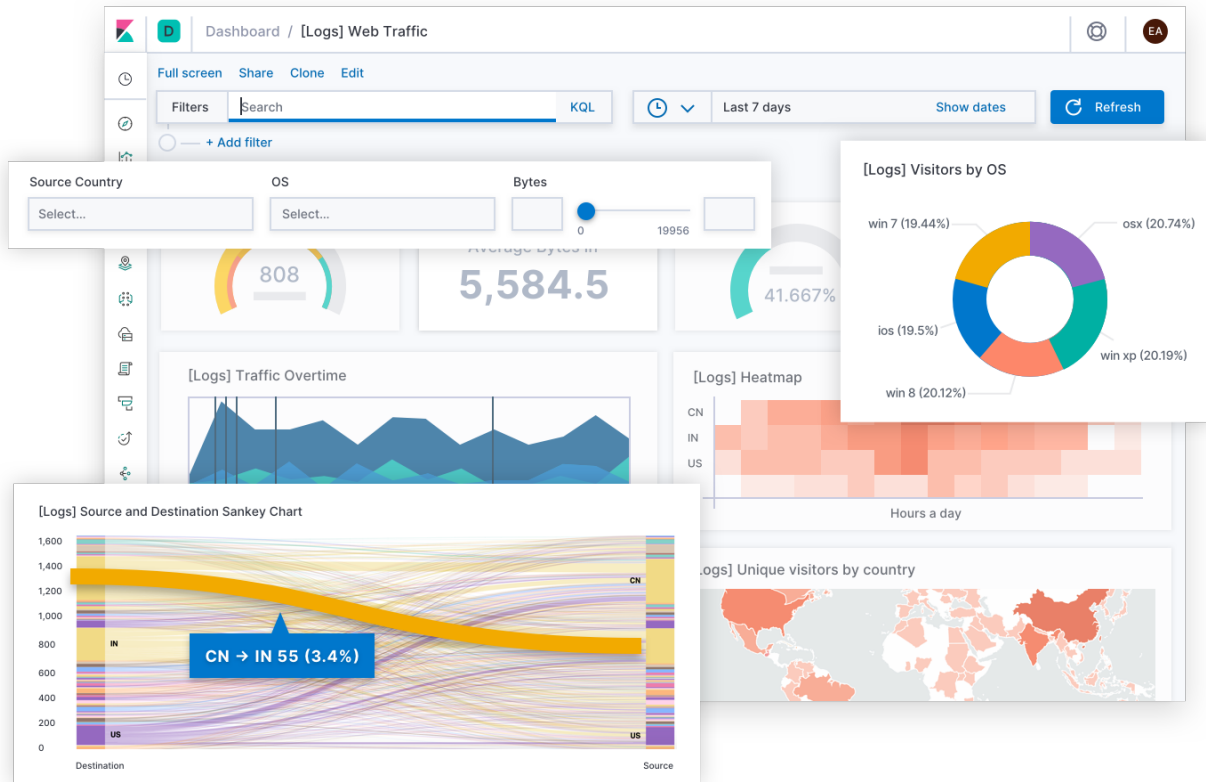 D Dashboard / [Logs] Web Traffic EA
Full screen Share Clone Edit
Filters Search KQL Last 7 days Show dates Refresh
+ Add filter
Source Country OS Bytes
Select... Select...
0 19956
[Logs] Visitors by OS
win 7 (19.44%) osx (20.74%)
ios (19.5%) win xp (20.19%)
win 8 (20.12%)
808
Average Bytes in
5,584.5
41.667%
[Logs] Traffic Overtime
[Logs] Heatmap
CN
IN
US
Hours a day
[Logs] Source and Destination Sankey Chart
1,600
1,400
1,200
1,000
800
600
400
200
0
CN
IN
US
US
CN → IN 55 (3.4%)
Destination Source
Logs] Unique visitors by country